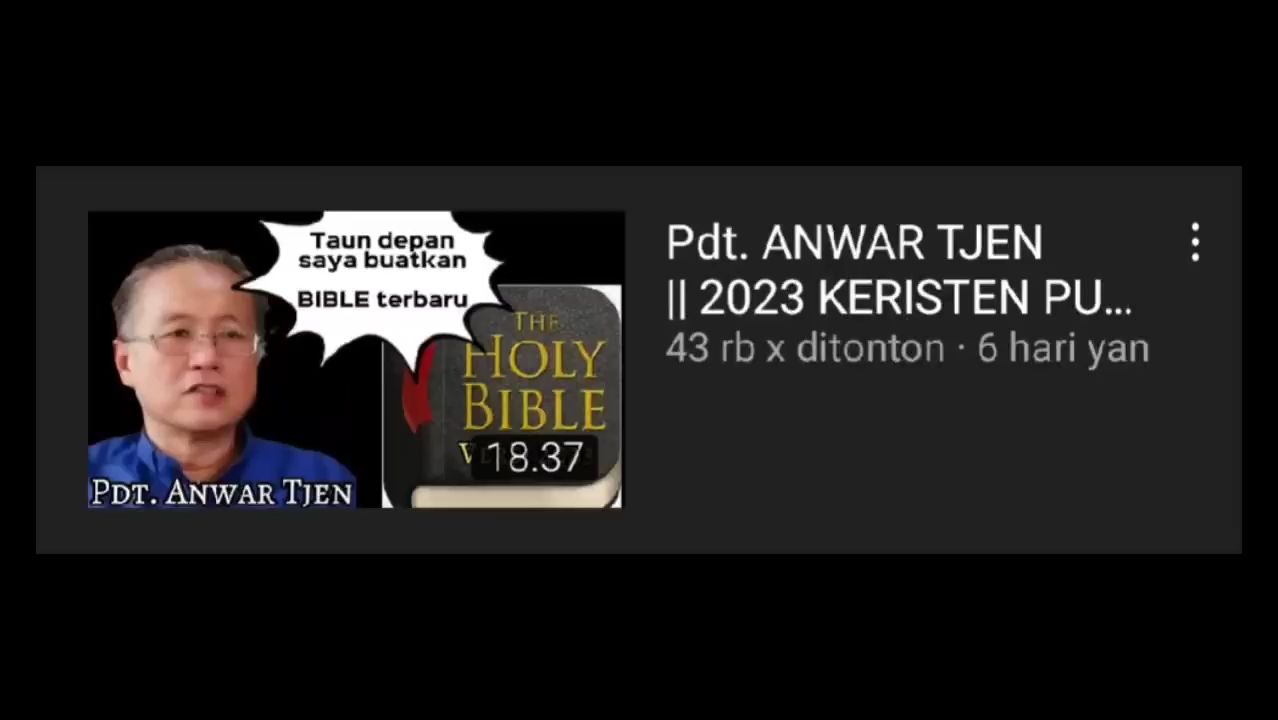 Taun depan
saya buatkan
BIBLE terbaru
THE
HOLY
BIBLE
18.37
PDT. ANWAR TJEN
Pdt. ANWAR TJEN
|| 2023 KERISTEN PU...
43 rb x ditonton · 6 hari yan